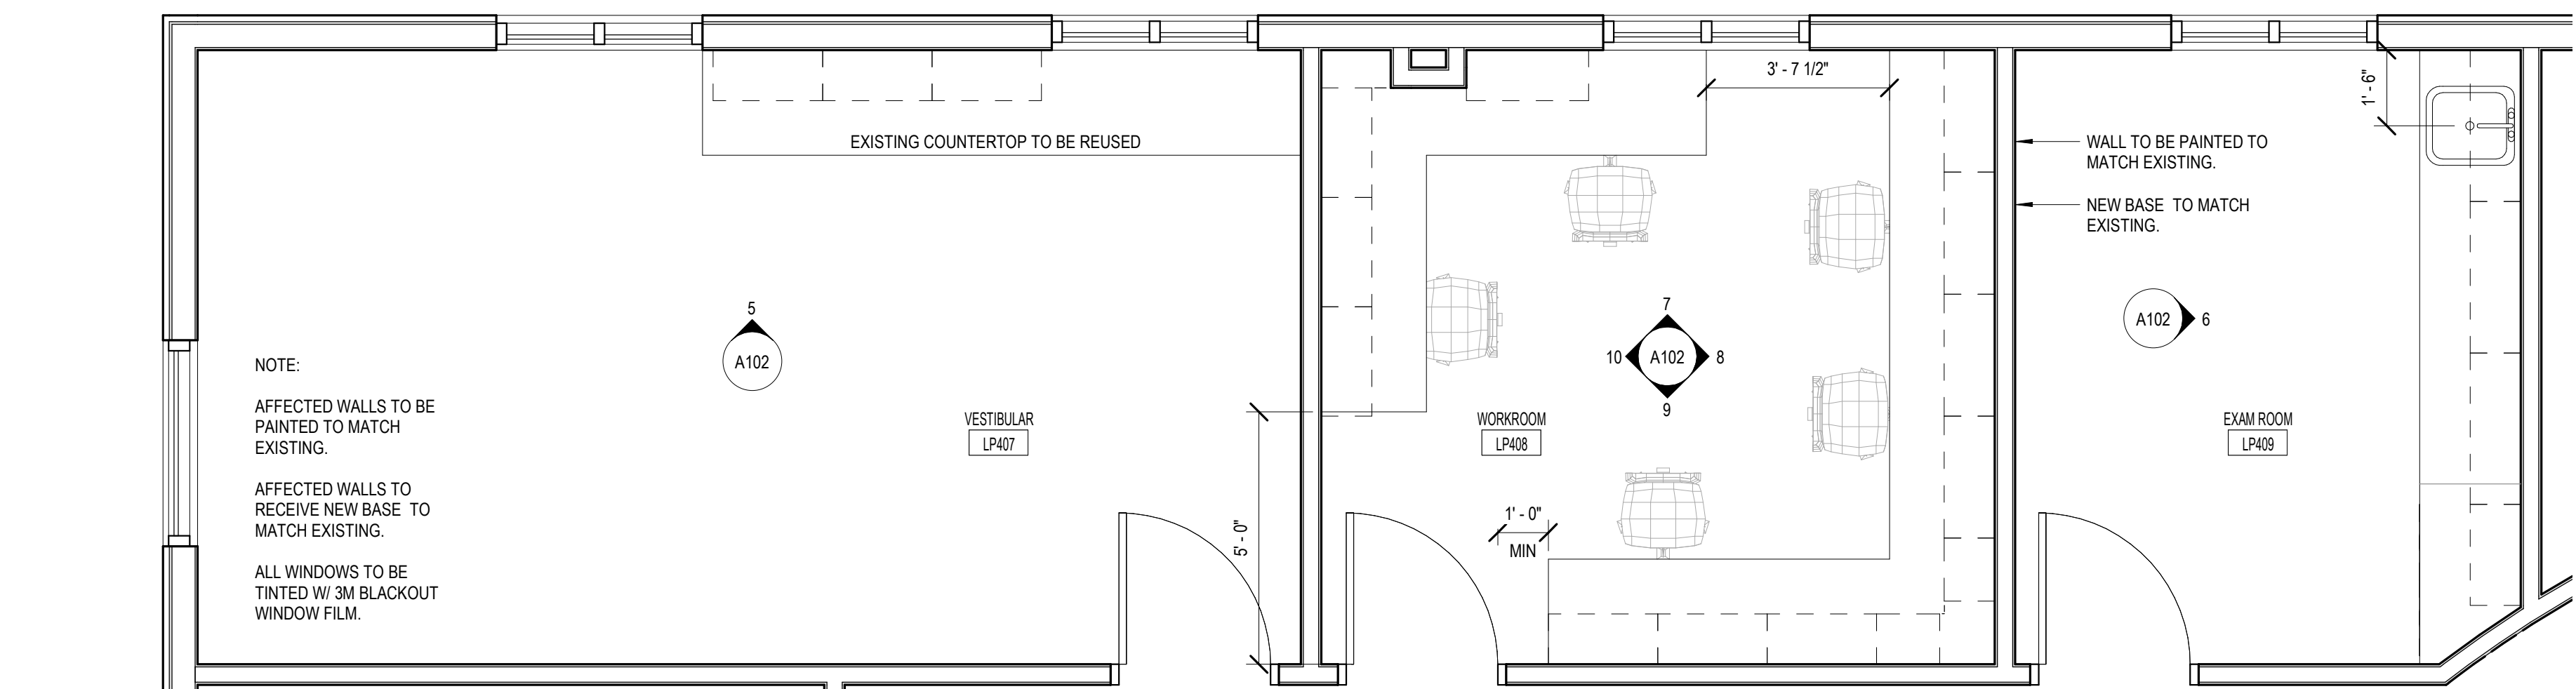 3' - 7 1/2"
1' - 6"
EXISTING COUNTERTOP TO BE REUSED
WALL TO BE PAINTED TO
MATCH EXISTING.
NEW BASE TO MATCH
EXISTING.
5
A102
7
10
A102
8
9
A102
6
NOTE:
AFFECTED WALLS TO BE
PAINTED TO MATCH
EXISTING.
AFFECTED WALLS TO
RECEIVE NEW BASE TO
MATCH EXISTING.
ALL WINDOWS TO BE
TINTED W/ 3M BLACKOUT
WINDOW FILM.
VESTIBULAR
LP407
WORKROOM
LP408
EXAM ROOM
LP409
5' - 0"
1' - 0"
MIN